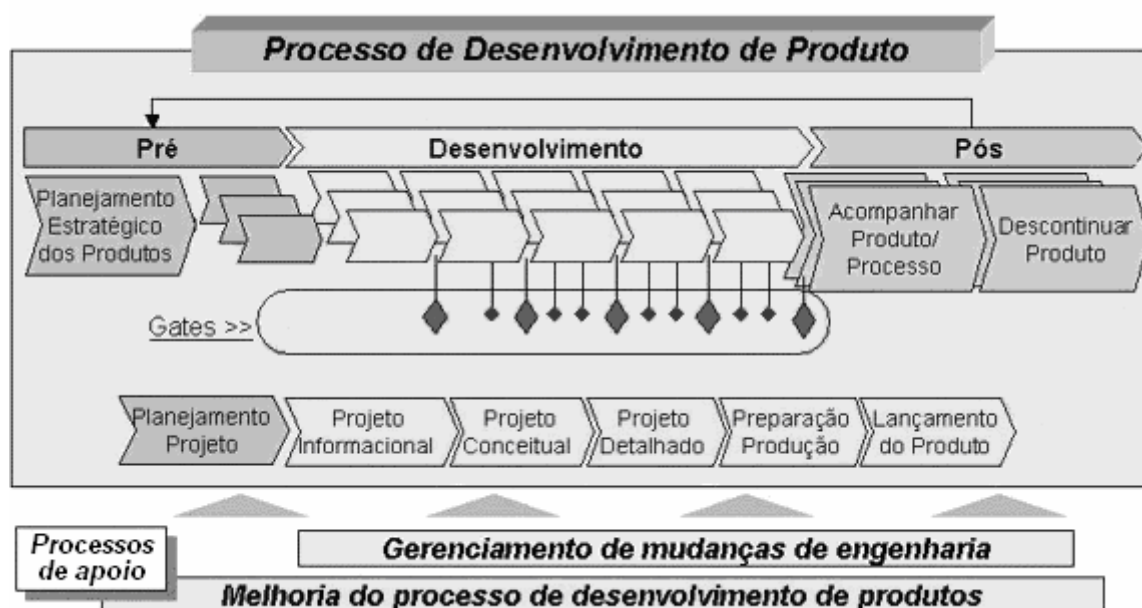 Processo de Desenvolvimento de Produto
Pré
Desenvolvimento
Pós
Planejamento
Estratégico
dos Produtos
Acompanhar
Produto/
Processo
Descontinuar
Produto
Gates >>
Planejamento
Projeto
Projeto
Informacional
Projeto
Conceitual
Projeto
Detalhado
Preparação
Produção
Lançamento
do Produto
Processos
de apoio
Gerenciamento de mudanças de engenharia
Melhoria do processo de desenvolvimento de produtos